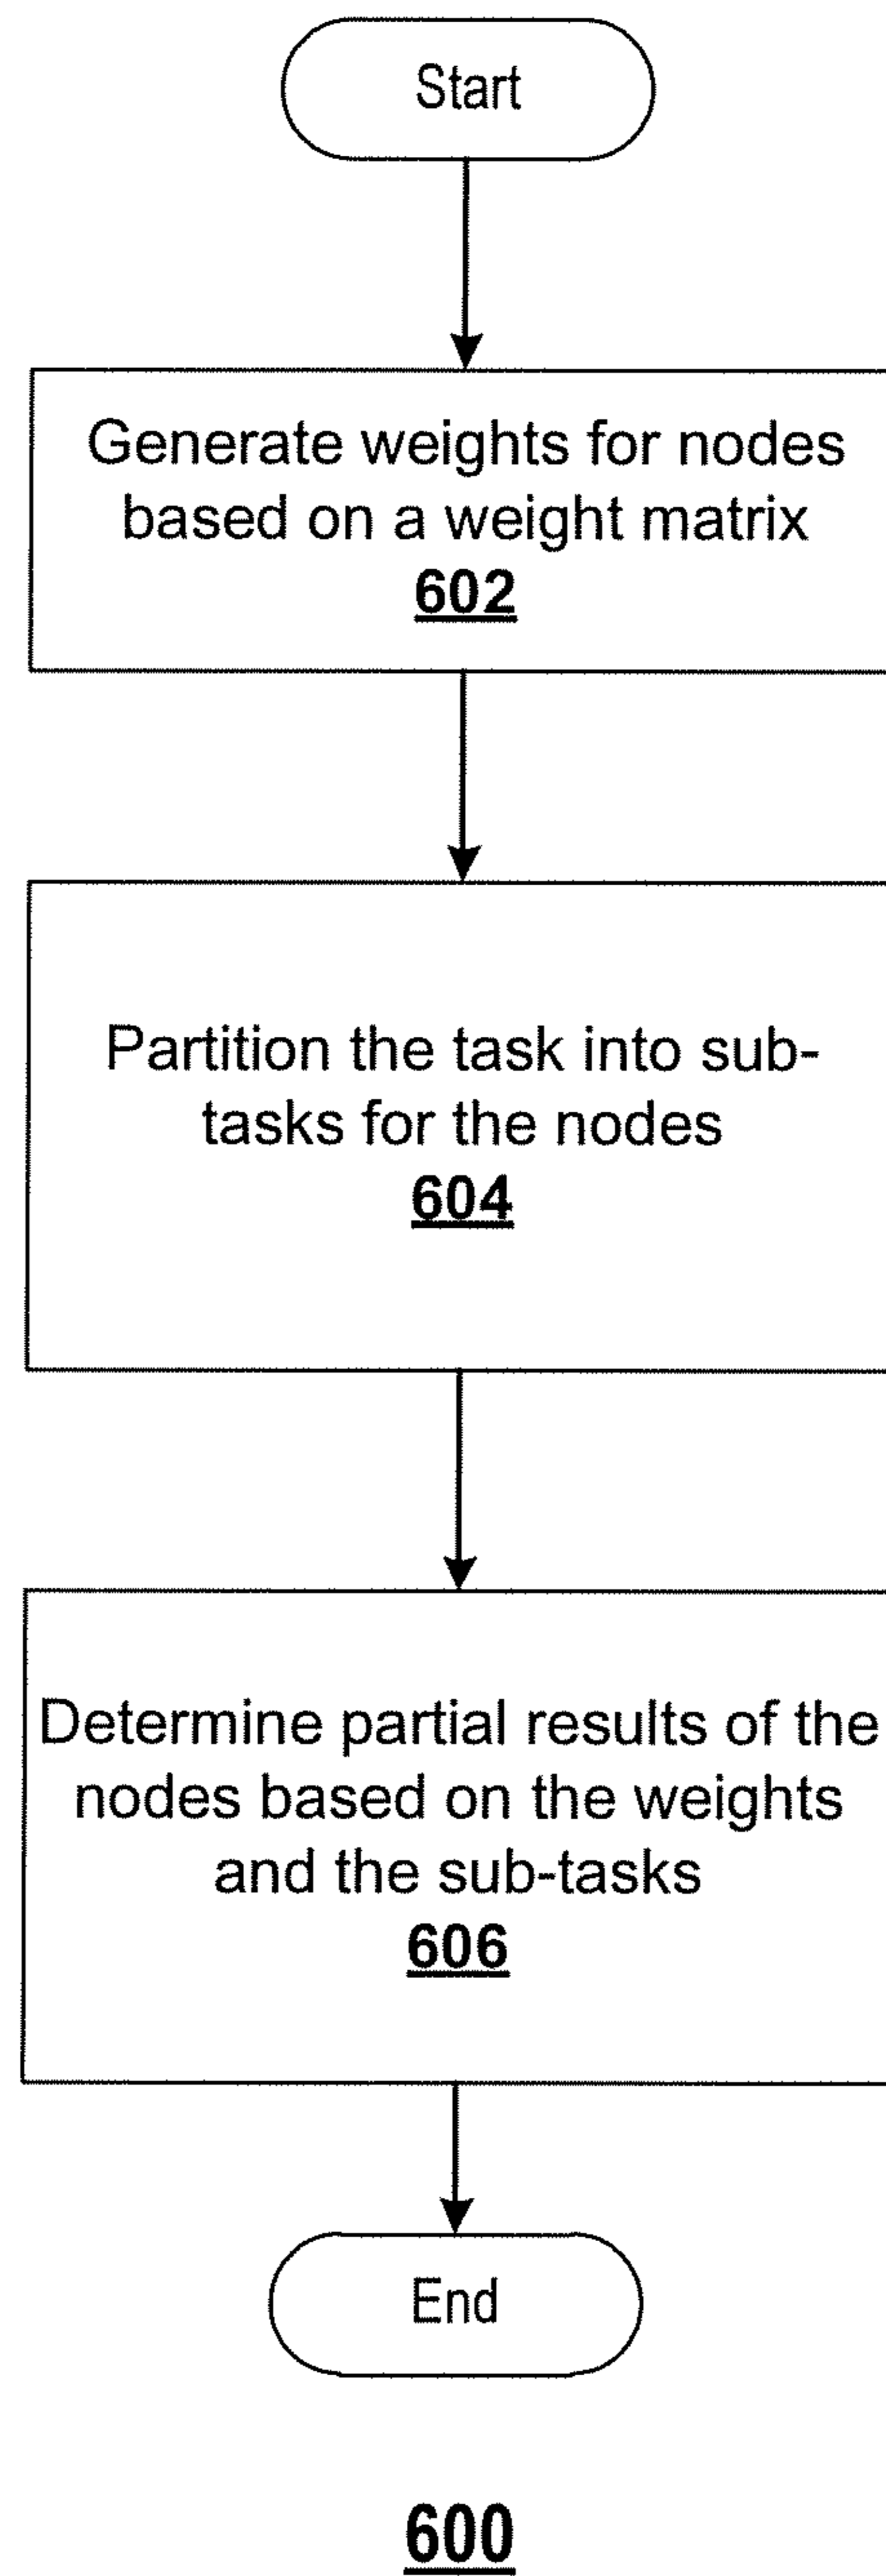 Start
Generate weights for nodes
based on a weight matrix
602
Partition the task into sub-
tasks for the nodes
604
Determine partial results of the
nodes based on the weights
and the sub-tasks
606
End
600